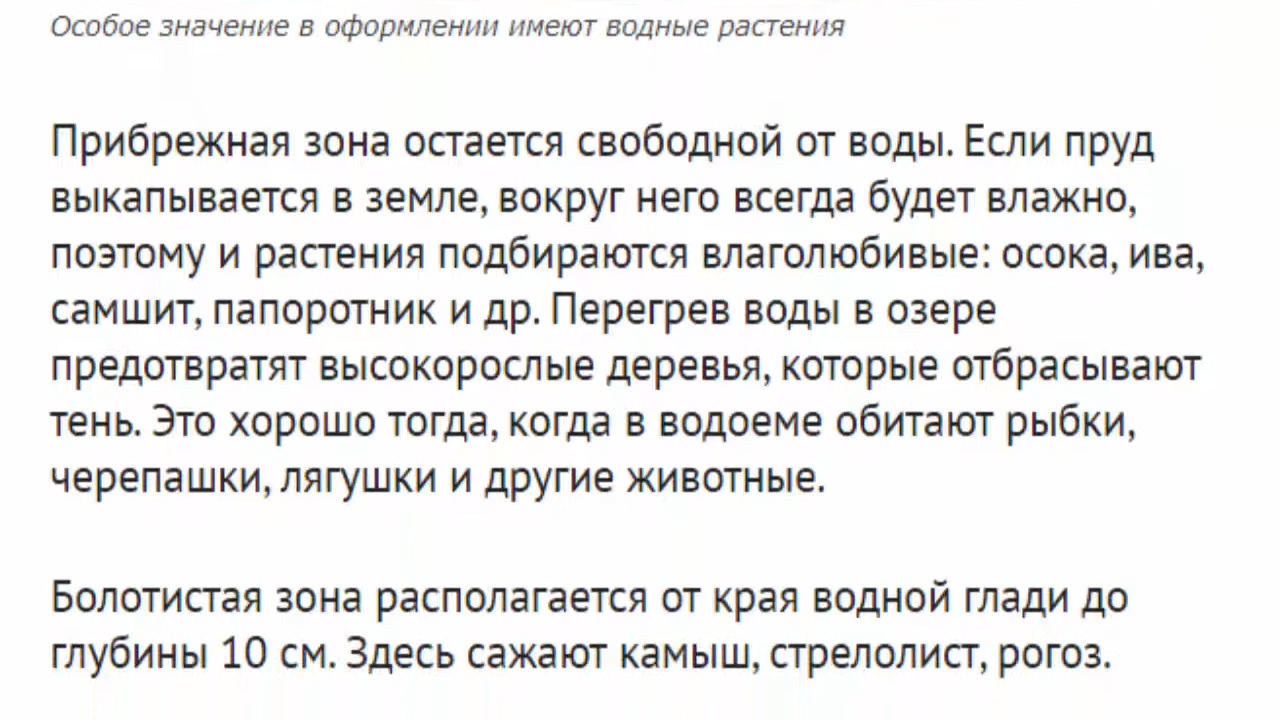 Особое значение в оформлении имеют водные растения
Прибрежная зона остается свободной от воды. Если пруд
выкапывается в земле, вокруг него всегда будет влажно,
поэтому и растения подбираются влаголюбивые: осока, ива,
самшит, папоротник и др. Перегрев воды в озере
предотвратят высокорослые деревья, которые отбрасывают
тень. Это хорошо тогда, когда в водоеме обитают рыбки,
черепашки, лягушки и другие животные.
Болотистая зона располагается от края водной глади до
глубины 10 см. Здесь сажают камыш, стрелолист, рогоз.